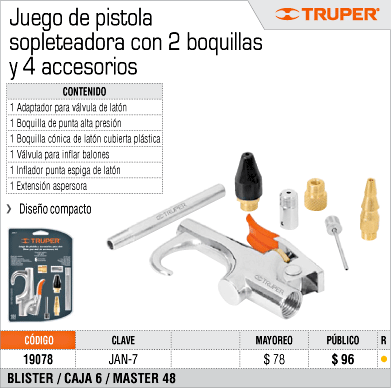 Juego de pistola
sopleteadora con 2 boquillas
y 4 accesorios
TRUPER®
CONTENIDO
1 Adaptador para válvula de latón
1 Boquilla de punta alta presión
1 Boquilla cónica de latón cubierta plástica
1 Válvula para inflar balones
1 Inflador punta espiga de latón
1 Extensión aspersora
› Diseño compacto
TRUPER
CÓDIGO CLAVE MAYOREO PÚBLICO R
19078 JAN-7 $ 78 $ 96
BLISTER / CAJA 6 / MASTER 48